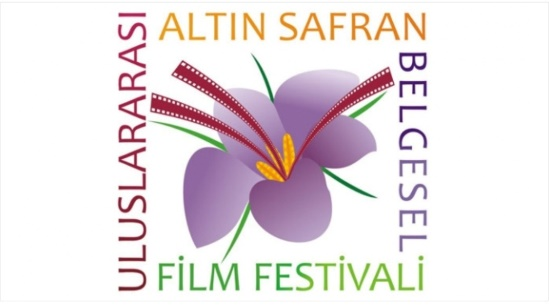 ULUSLARARASI
ALTIN SAFRAN
BELGESEL
FİLM FESTİVALİ